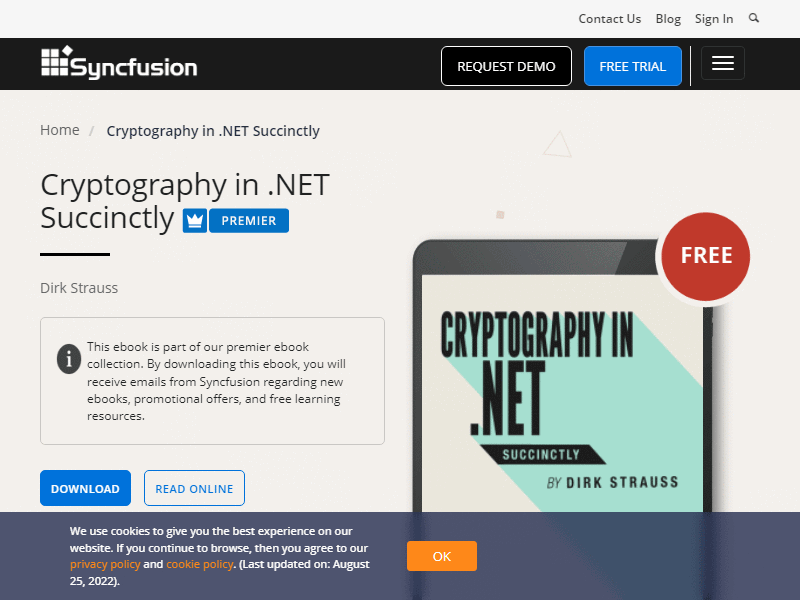 Contact Us Blog Sign In
Syncfusion REQUEST DEMO FREE TRIAL
Home / Cryptography in .NET Succinctly
Cryptography in .NET
Succinctly PREMIER
Dirk Strauss
This ebook is part of our premier ebook
collection. By downloading this ebook, you will
receive emails from Syncfusion regarding new
ebooks, promotional offers, and free learning
resources.
DOWNLOAD READ ONLINE
FREE
CRYPTOGRAPHY IN
.NET
SUCCINCTLY
BY DIRK STRAUSS
We use cookies to give you the best experience on our
website. If you continue to browse, then you agree to our
privacy policy and cookie policy. (Last updated on: August
25, 2022).
OK